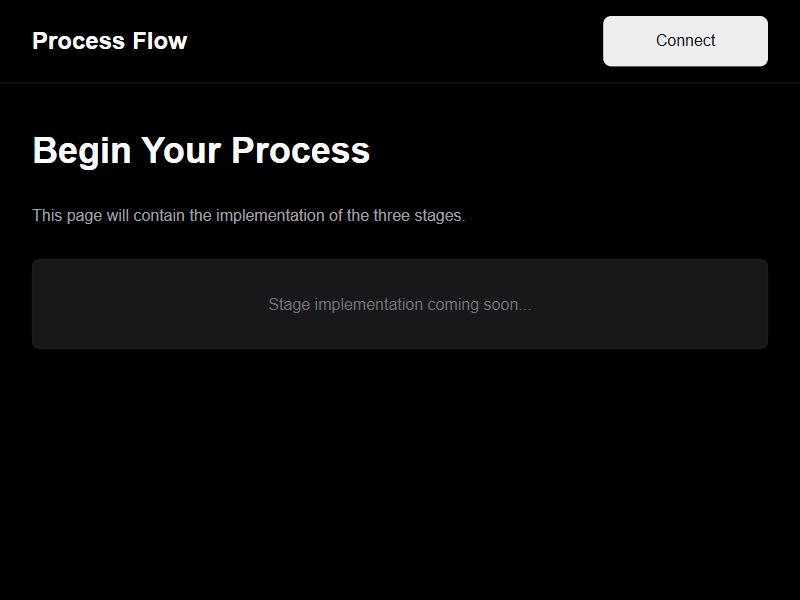 Process Flow
Connect
Begin Your Process
This page will contain the implementation of the three stages.
Stage implementation coming soon...